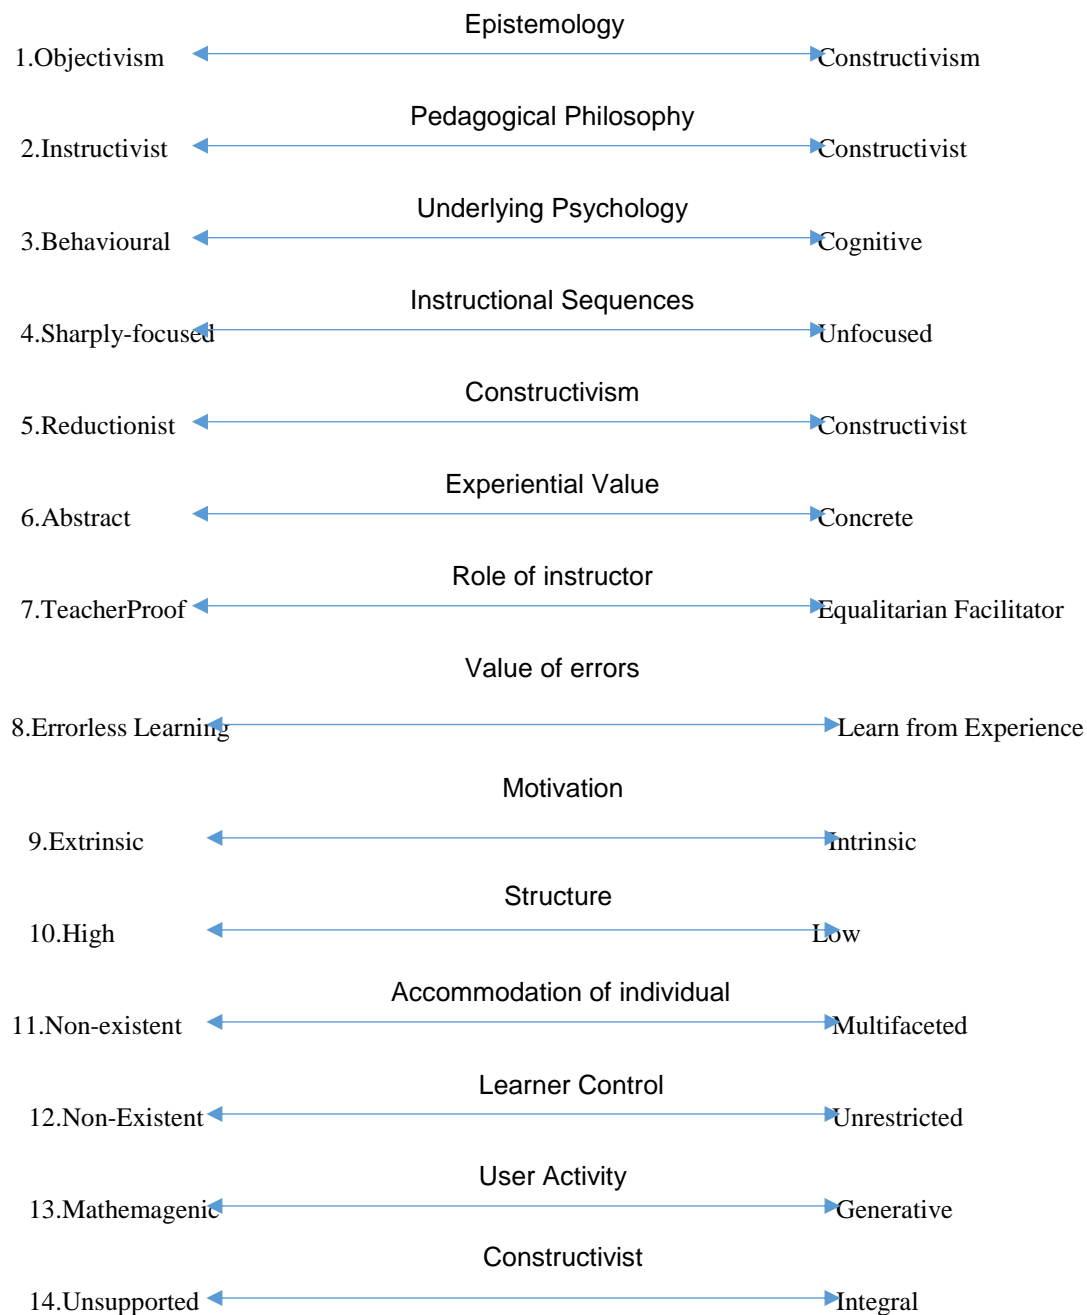 Epistemology
1.Objectivism Constructivism
Pedagogical Philosophy
2.Instructivist Constructivist
Underlying Psychology
3.Behavioural Cognitive
Instructional Sequences
4.Sharply-focused Unfocused
Constructivism
5.Reductionist Constructivist
Experiential Value
6.Abstract Concrete
Role of instructor
7.TeacherProof Equalitarian Facilitator
Value of errors
8.Errorless Learning Learn from Experience
Motivation
9.Extrinsic Intrinsic
Structure
10.High Low
Accommodation of individual
11.Non-existent Multifaceted
Learner Control
12.Non-Existent Unrestricted
User Activity
13.Mathemagenic Generative
Constructivist
14.Unsupported Integral